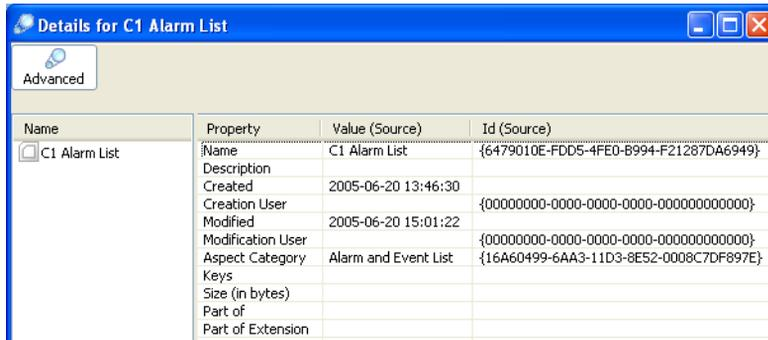 Details for C1 Alarm List
Advanced
Name Property Value (Source) Id (Source)
C1 Alarm List Name C1 Alarm List {6479010E-FDD5-4FE0-B994-F21287DA6949}
Description
Created 2005-06-20 13:46:30
Creation User {00000000-0000-0000-0000-000000000000}
Modified 2005-06-20 15:01:22
Modification User {00000000-0000-0000-0000-000000000000}
Aspect Category Alarm and Event List {16A60499-6AA3-11D3-8E52-0008C7DF897E}
Keys
Size (in bytes)
Part of
Part of Extension